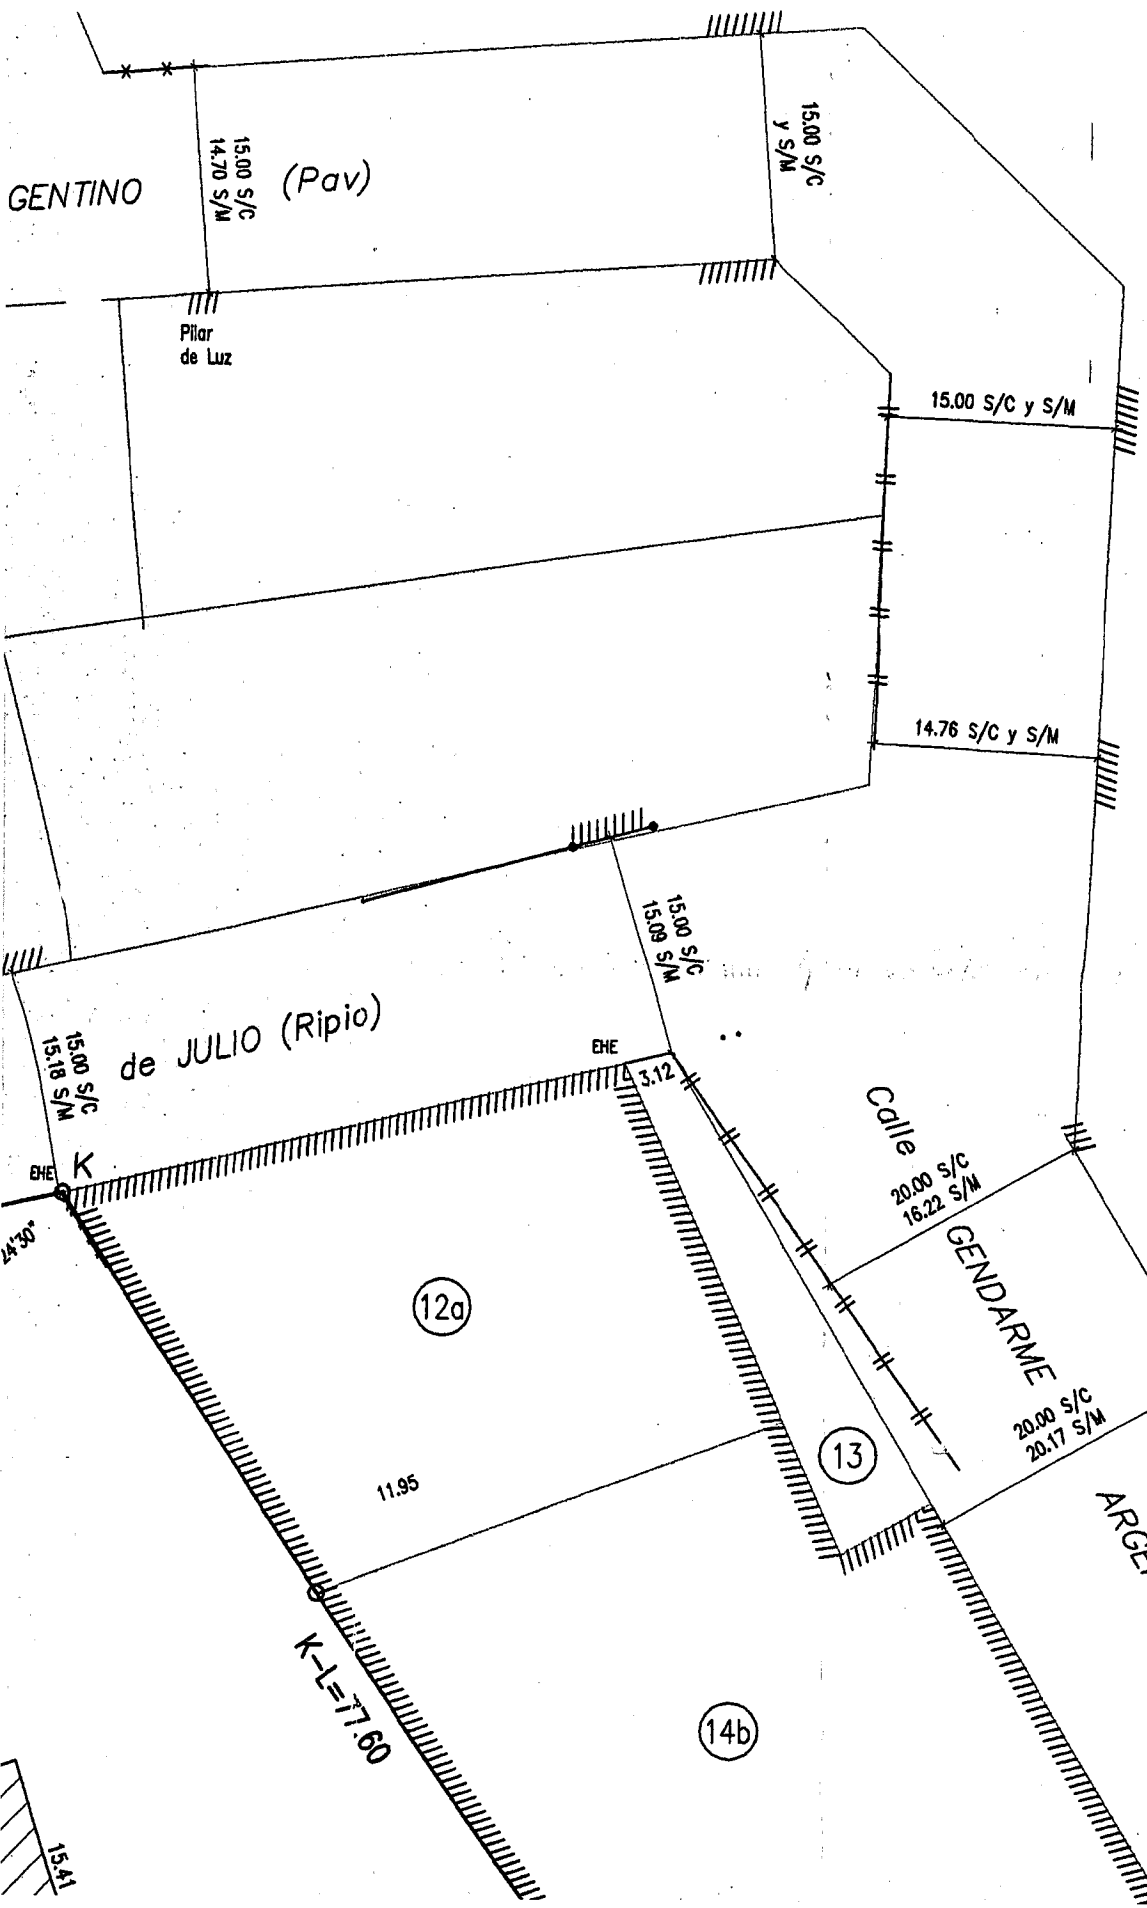 15.00 S/C
y S/M
15.00 S/C
14.70 S/M
GENTINO (Pav)
Pilar
de Luz
15.00 S/C y S/M
14.76 S/C y S/M
15.00 S/C
15.09 S/M
de JULIO (Ripio)
15.00 S/C
15.18 S/M
EHE
3.12
EHE
K
24'30"
Calle
20.00 S/C
16.22 S/M
GENDARME
12a
20.00 S/C
20.17 S/M
13
11.95
ARGE
K-L=77.60
14b
15.41